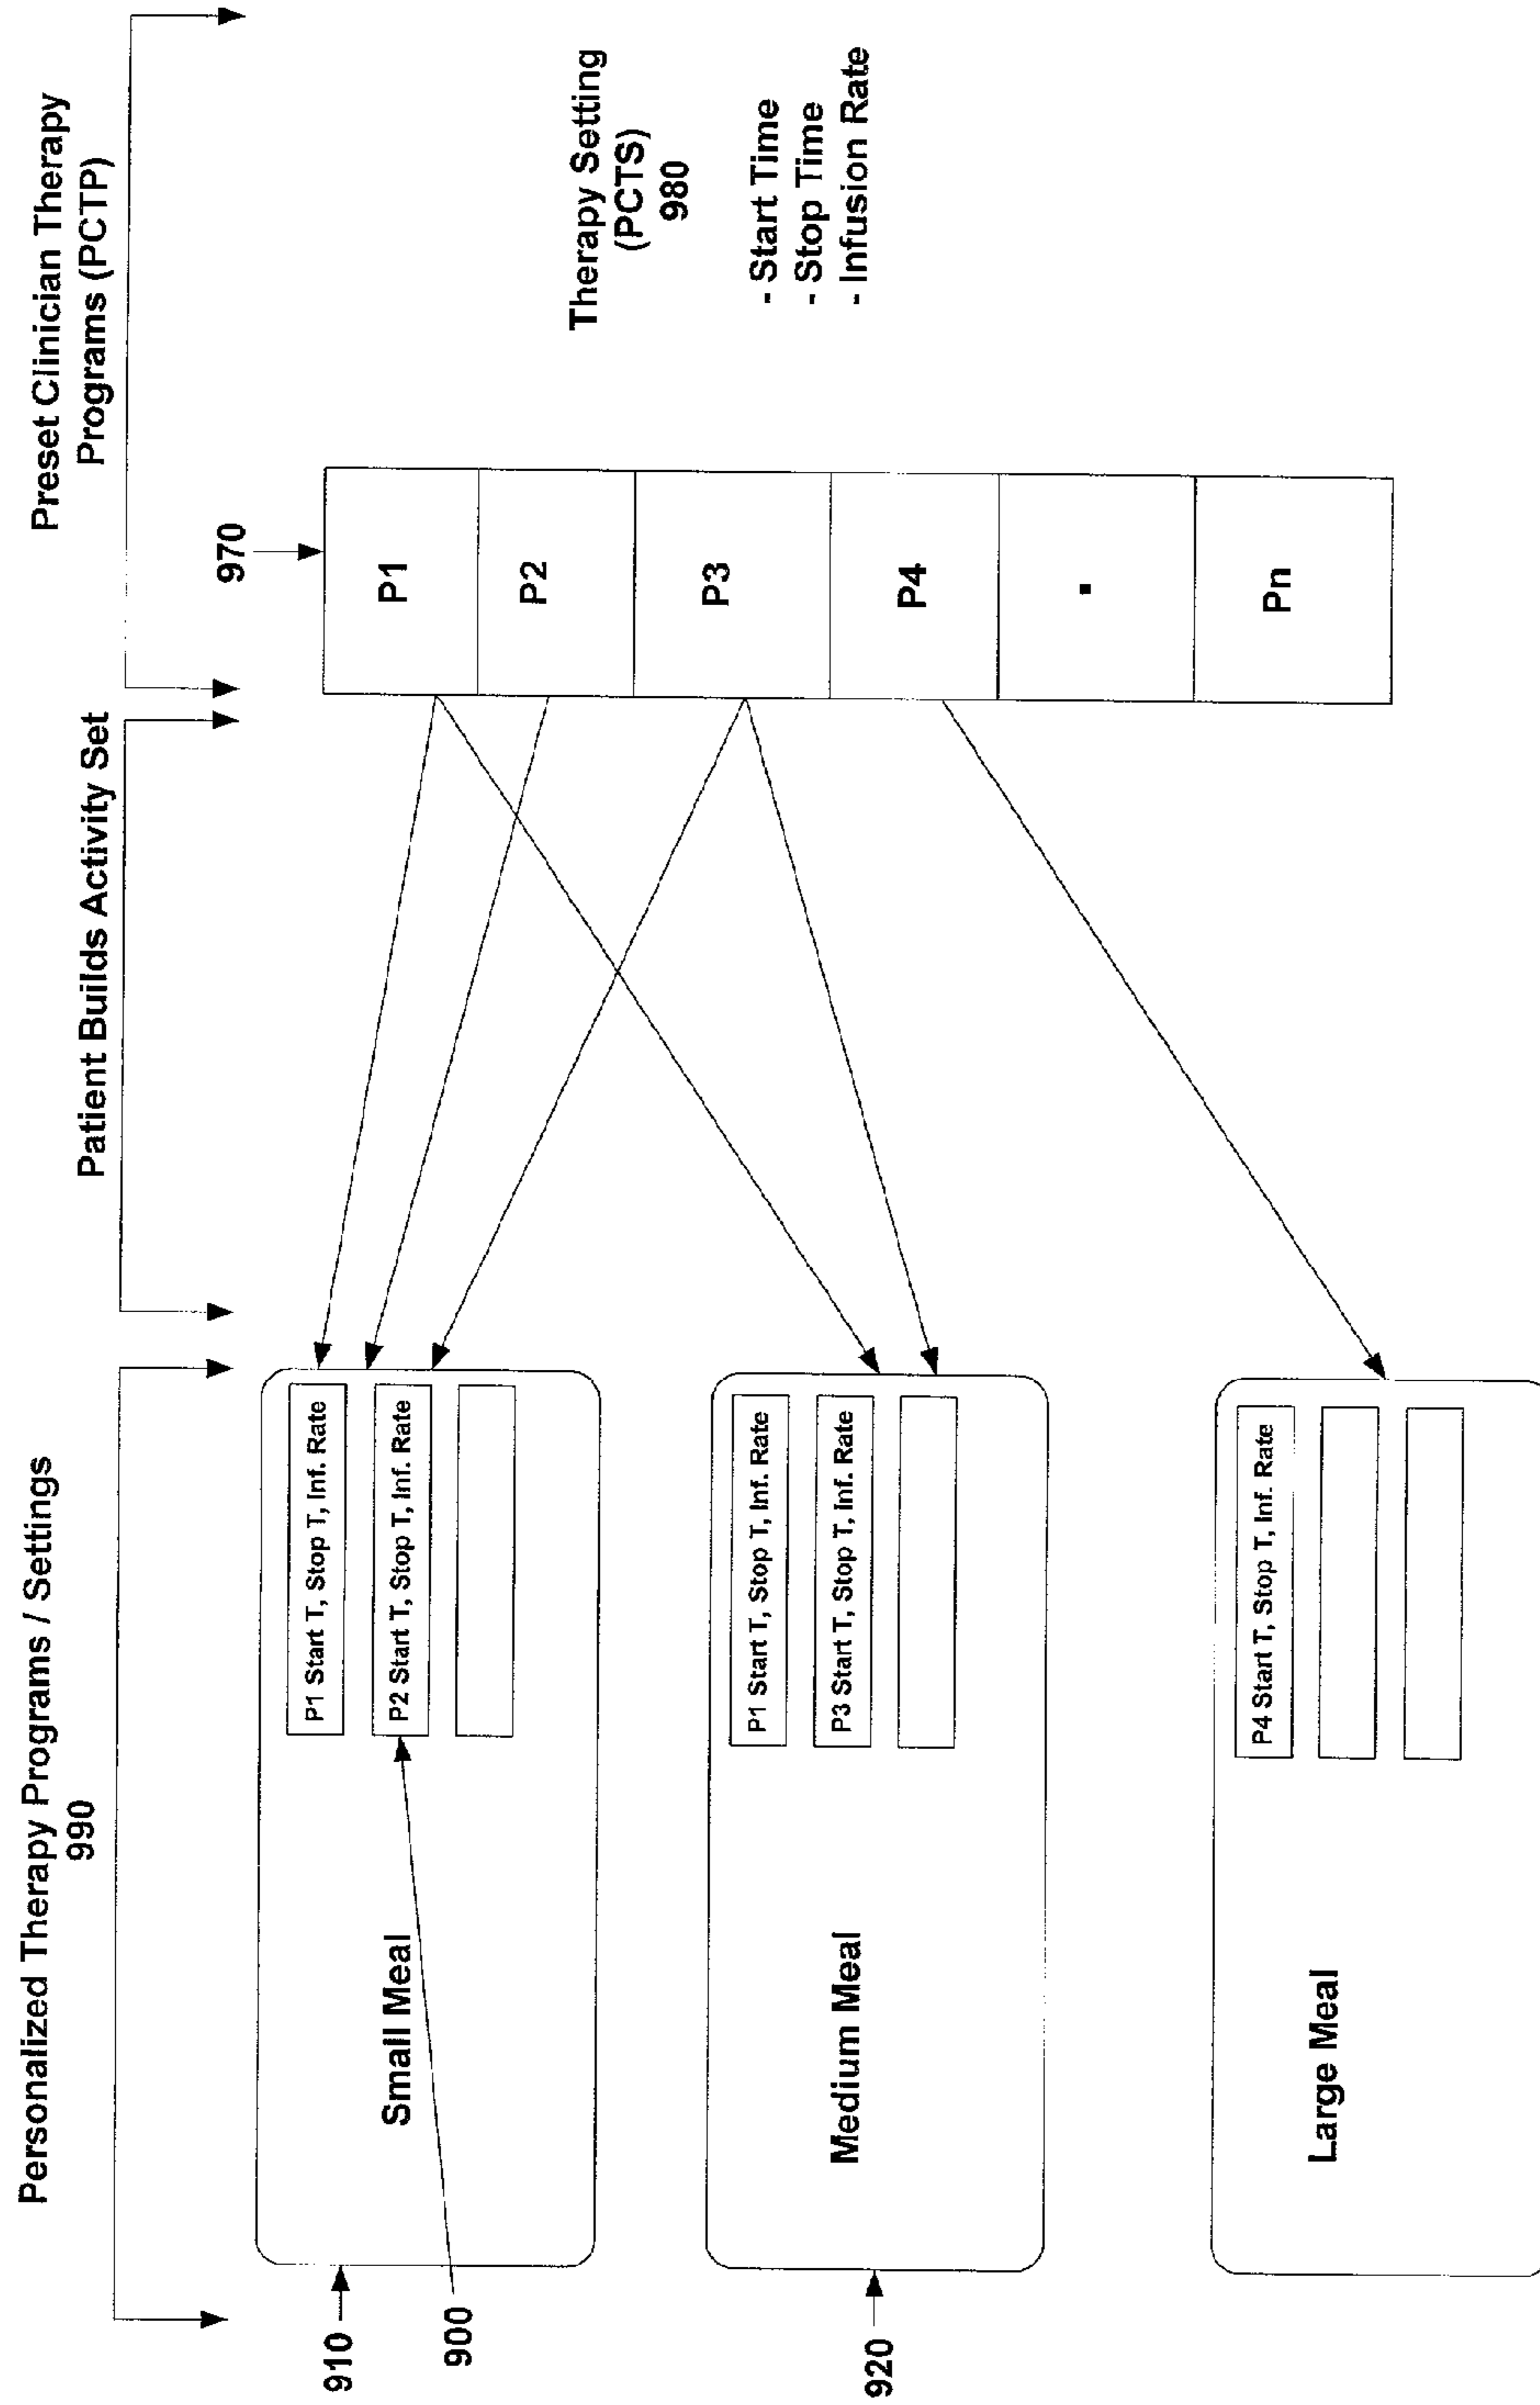 Personalized Therapy Programs / Settings
990
Patient Builds Activity Set
Preset Clinician Therapy
Programs (PCTP)
910
900
Small Meal
P1 Start T, Stop T, Inf. Rate
P2 Start T, Stop T, Inf. Rate
920
Medium Meal
P1 Start T, Stop T, Inf. Rate
P3 Start T, Stop T, Inf. Rate
Large Meal
P4 Start T, Stop T, Inf. Rate
970
P1
P2
P3
P4
.
Pn
Therapy Setting
(PCTS)
980
- Start Time
- Stop Time
- Infusion Rate